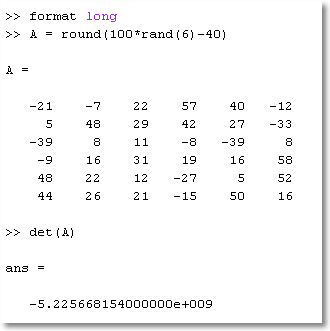 >> format long
>> A = round(100*rand(6)-40)
A =
-21 -7 22 57 40 -12
5 48 29 42 27 -33
-39 8 11 -8 -39 8
-9 16 31 19 16 58
48 22 12 -27 5 52
44 26 21 -15 50 16
>> det(A)
ans =
-5.225668154000000e+009